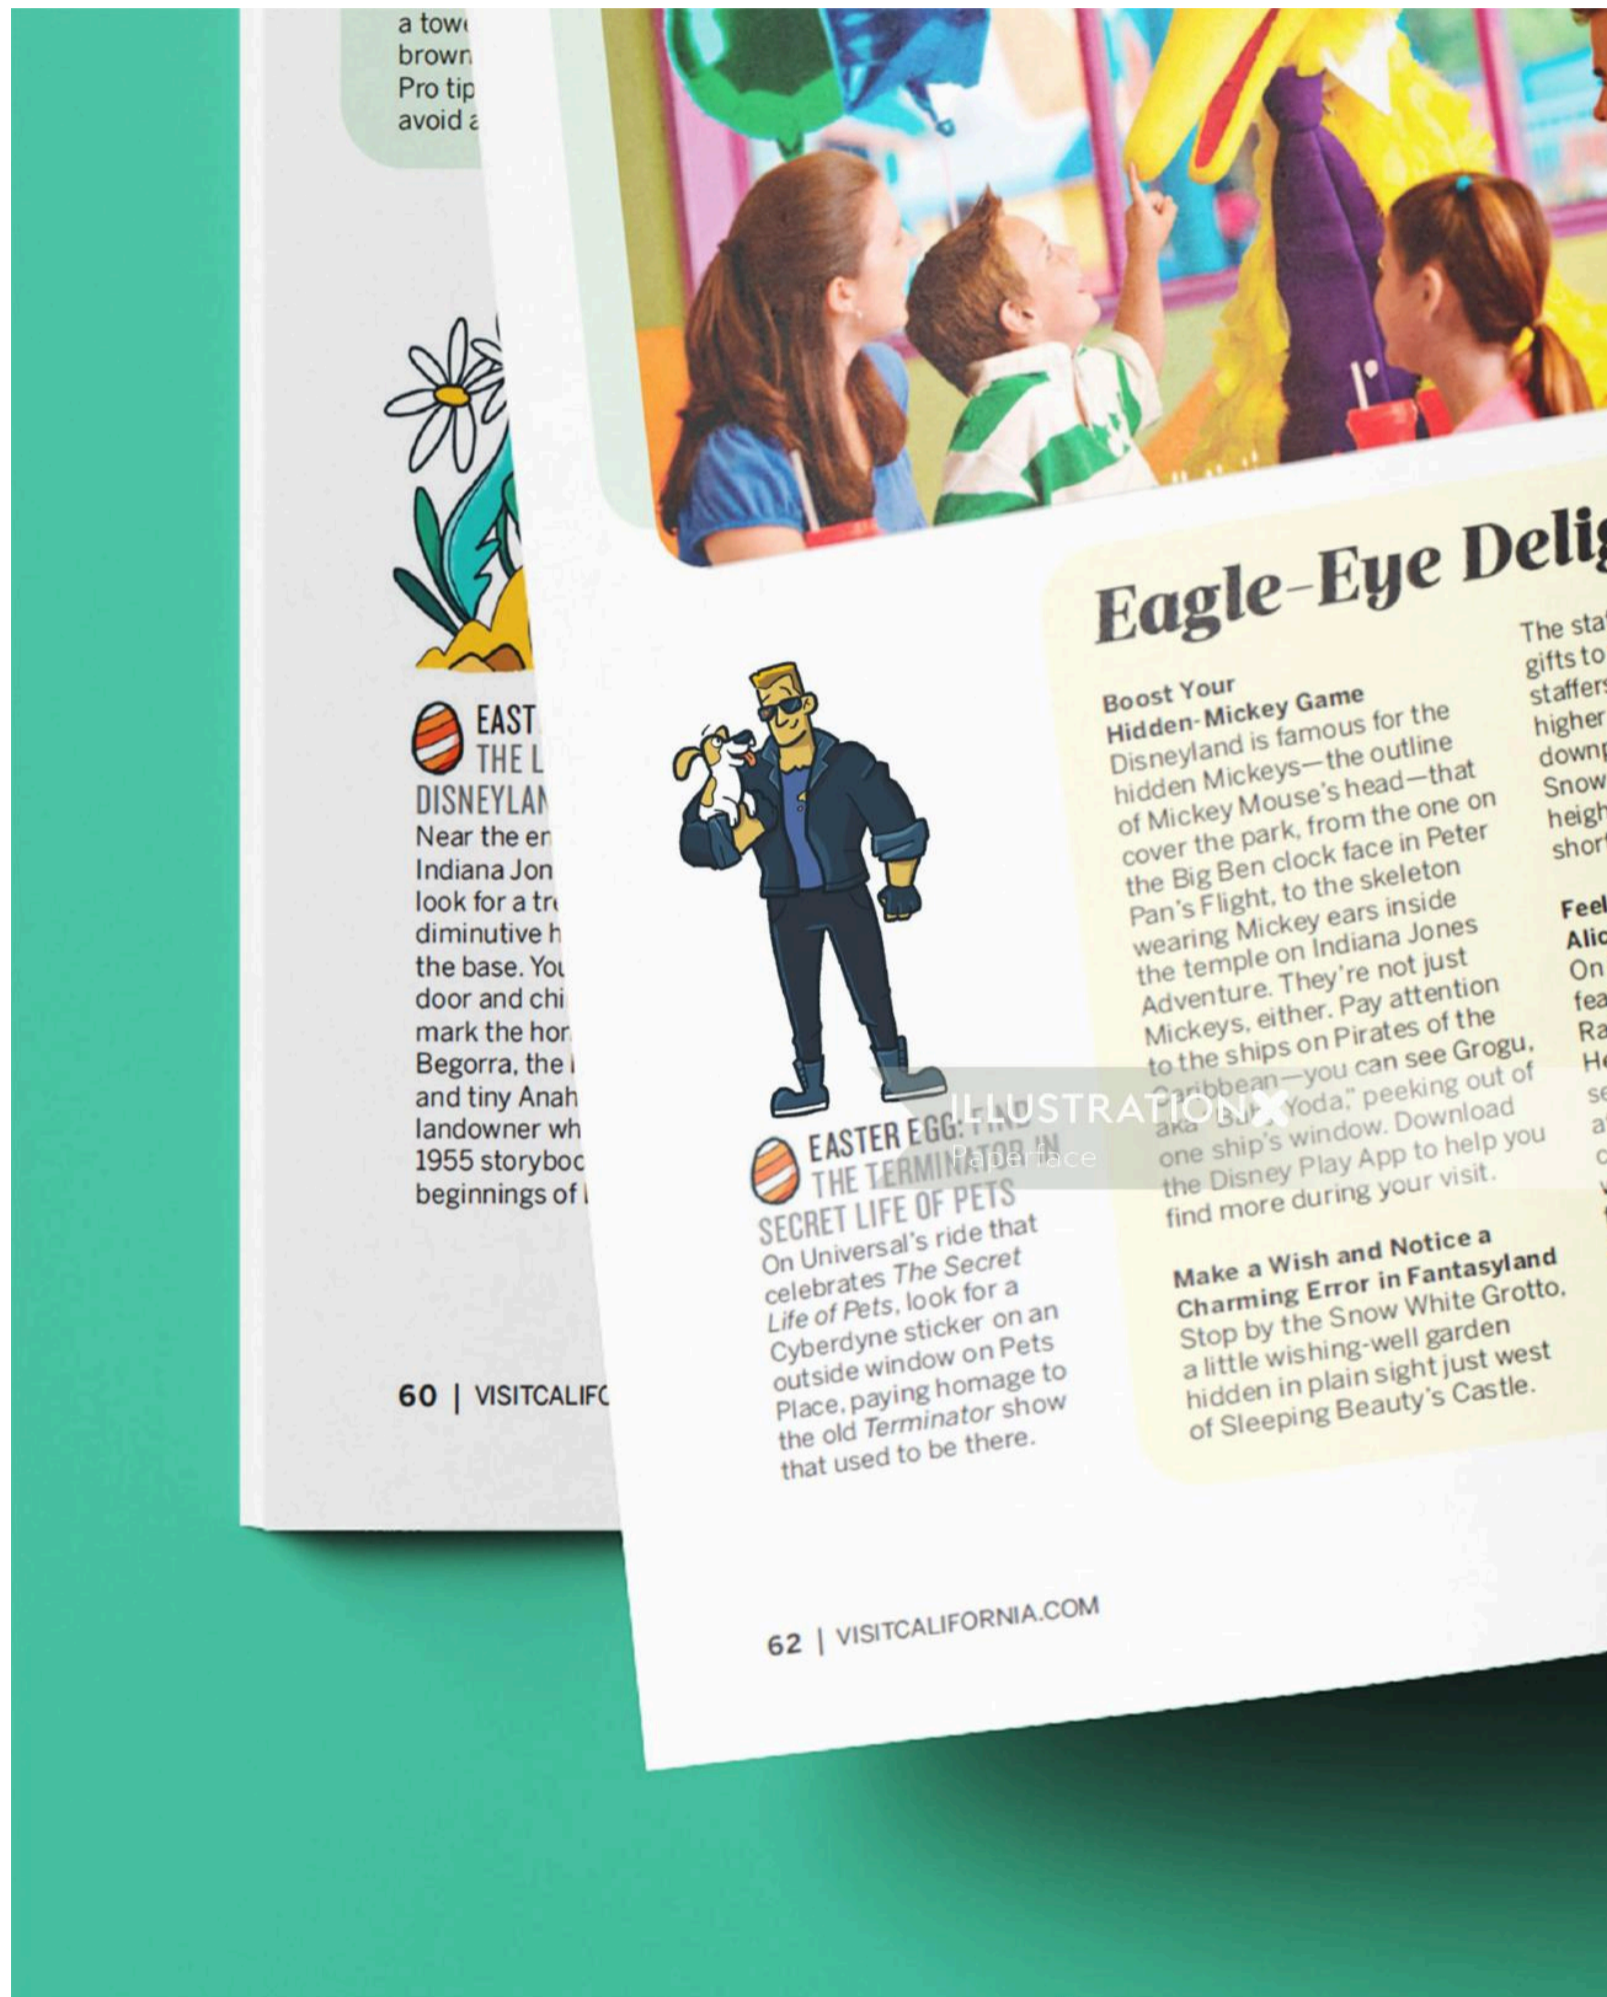 a towe
brown
Pro tip
avoid a
EAST
THE L
DISNEYLAN
Near the en
Indiana Jon
look for a tre
diminutive h
the base. You
door and chi
mark the hor
Begorra, the l
and tiny Anah
landowner wh
1955 storyboo
beginnings of l
60 | VISITCALIFO
EASTER EGG: FIND
THE TERMINATOR IN
SECRET LIFE OF PETS
On Universal's ride that
celebrates The Secret
Life of Pets, look for a
Cyberdyne sticker on an
outside window on Pets
Place, paying homage to
the old Terminator show
that used to be there.
62 | VISITCALIFORNIA.COM
Eagle-Eye Delig
Boost Your
Hidden-Mickey Game
Disneyland is famous for the
hidden Mickeys—the outline
of Mickey Mouse's head—that
cover the park, from the one on
the Big Ben clock face in Peter
Pan's Flight, to the skeleton
wearing Mickey ears inside
the temple on Indiana Jones
Adventure. They're not just
Mickeys, either. Pay attention
to the ships on Pirates of the
Caribbean—you can see Grogu,
aka "Baby Yoda," peeking out of
one ship's window. Download
the Disney Play App to help you
find more during your visit.
Make a Wish and Notice a
Charming Error in Fantasyland
Stop by the Snow White Grotto,
a little wishing-well garden
hidden in plain sight just west
of Sleeping Beauty's Castle.
The sta
gifts to
staffers
higher
downp
Snow
heigh
short
Feel
Alic
On
fea
Ra
He
se
a
ILLUSTRATIONX
Paperface